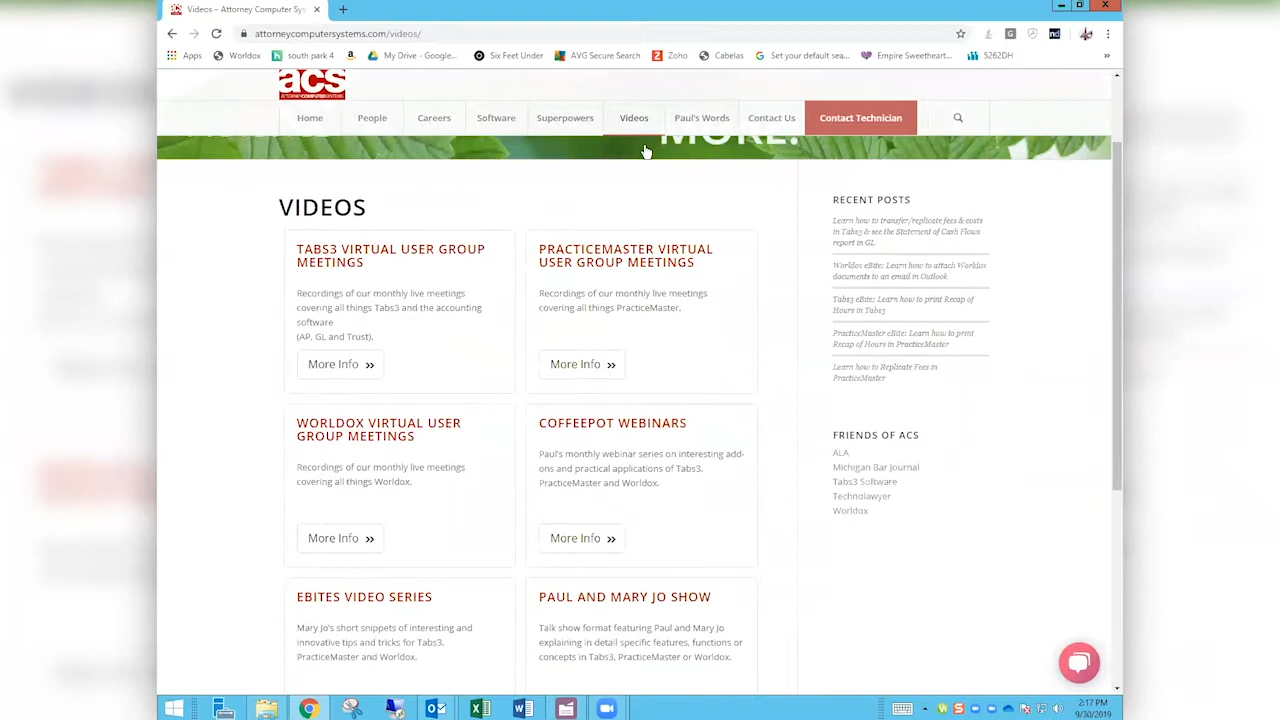 Videos – Attorney Computer Sys
attorneycomputersystems.com/videos/
Apps Worldox south park 4 My Drive - Google... Six Feet Under AVG Secure Search Zoho Cabelas Set your default sea... Empire Sweetheart... 5262DH
acs
ATTORNEYCOMPUTERSYSTEMS
Home People Careers Software Superpowers Videos Paul's Words Contact Us Contact Technician
MORE.
VIDEOS
TABS3 VIRTUAL USER GROUP
MEETINGS
Recordings of our monthly live meetings
covering all things Tabs3 and the accounting
software
(AP, GL and Trust).
More Info »
PRACTICEMASTER VIRTUAL
USER GROUP MEETINGS
Recordings of our monthly live meetings
covering all things PracticeMaster.
More Info »
WORLDOX VIRTUAL USER
GROUP MEETINGS
Recordings of our monthly live meetings
covering all things Worldox.
More Info »
COFFEEPOT WEBINARS
Paul's monthly webinar series on interesting add-
ons and practical applications of Tabs3.
PracticeMaster and Worldox.
More Info »
EBITES VIDEO SERIES
Mary Jo's short snippets of interesting and
innovative tips and tricks for Tabs3.
PracticeMaster and Worldox.
PAUL AND MARY JO SHOW
Talk show format featuring Paul and Mary Jo
explaining in detail specific features, functions or
concepts in Tabs3, PracticeMaster or Worldox.
RECENT POSTS
Learn how to transfer/replicate fees & costs
in Tabs3 & see the Statement of Cash Flows
report in GL
Worldox eBite: Learn how to attach Worldox
documents to an email in Outlook
Tabs3 eBite: Learn how to print Recap of
Hours in Tabs3
PracticeMaster eBite: Learn how to print
Recap of Hours in PracticeMaster
Learn how to Replicate Fees in
PracticeMaster
FRIENDS OF ACS
ALA
Michigan Bar Journal
Tabs3 Software
Technolawyer
Worldox
2:17 PM
9/30/2019